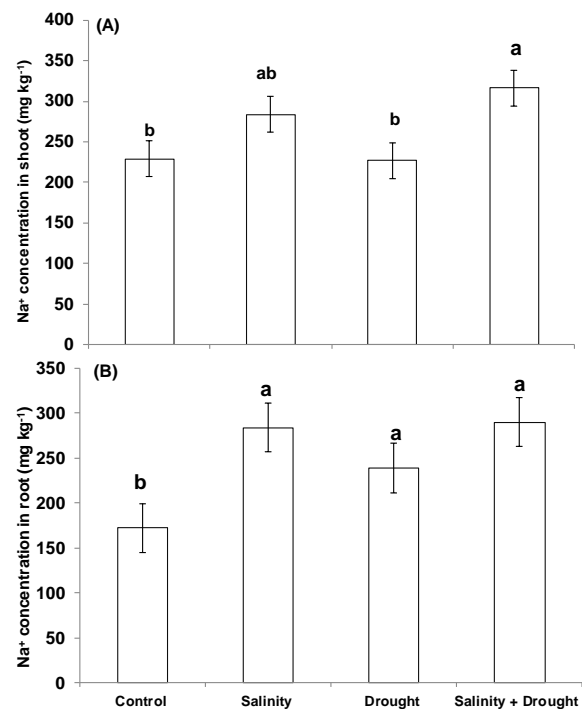 (A)
Na⁺ concentration in shoot (mg kg⁻¹)
400
350
300
250
200
150
100
50
0
b
ab
b
a
(B)
Na⁺ concentration in root (mg kg⁻¹)
350
300
250
200
150
100
50
0
b
a
a
a
Control Salinity Drought Salinity + Drought